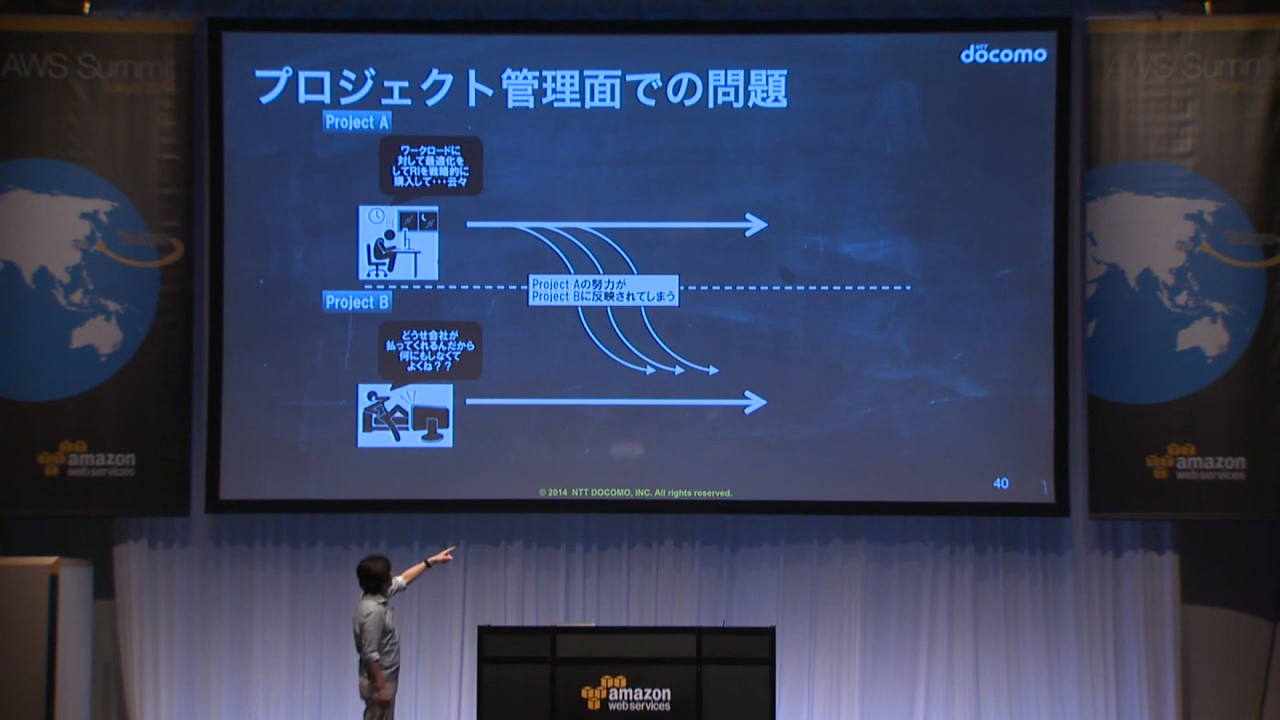 AWS Summit
NTT
döcomo
プロジェクト管理面での問題
Project A
ワークロードに
対して最適化を
してRIを戦略的に
購入して・・・云々
Project Aの努力が
Project Bに反映されてしまう
Project B
どうせ会社が
払ってくれるんだから
何にもしなくて
よくね？？
© 2014 NTT DOCOMO, INC. All rights reserved.
40
AWS Summit
amazon
web services
amazon
web services
amazon
web services